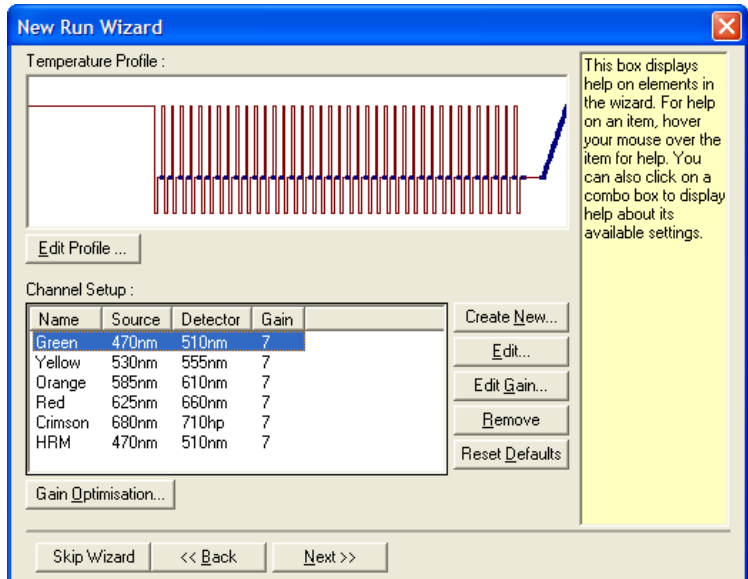 New Run Wizard
Temperature Profile :
Edit Profile ...
Channel Setup :
Name Source Detector Gain
Green 470nm 510nm 7
Yellow 530nm 555nm 7
Orange 585nm 610nm 7
Red 625nm 660nm 7
Crimson 680nm 710hp 7
HRM 470nm 510nm 7
Create New...
Edit...
Edit Gain...
Remove
Reset Defaults
Gain Optimisation...
This box displays
help on elements in
the wizard. For help
on an item, hover
your mouse over the
item for help. You
can also click on a
combo box to display
help about its
available settings.
Skip Wizard << Back Next >>